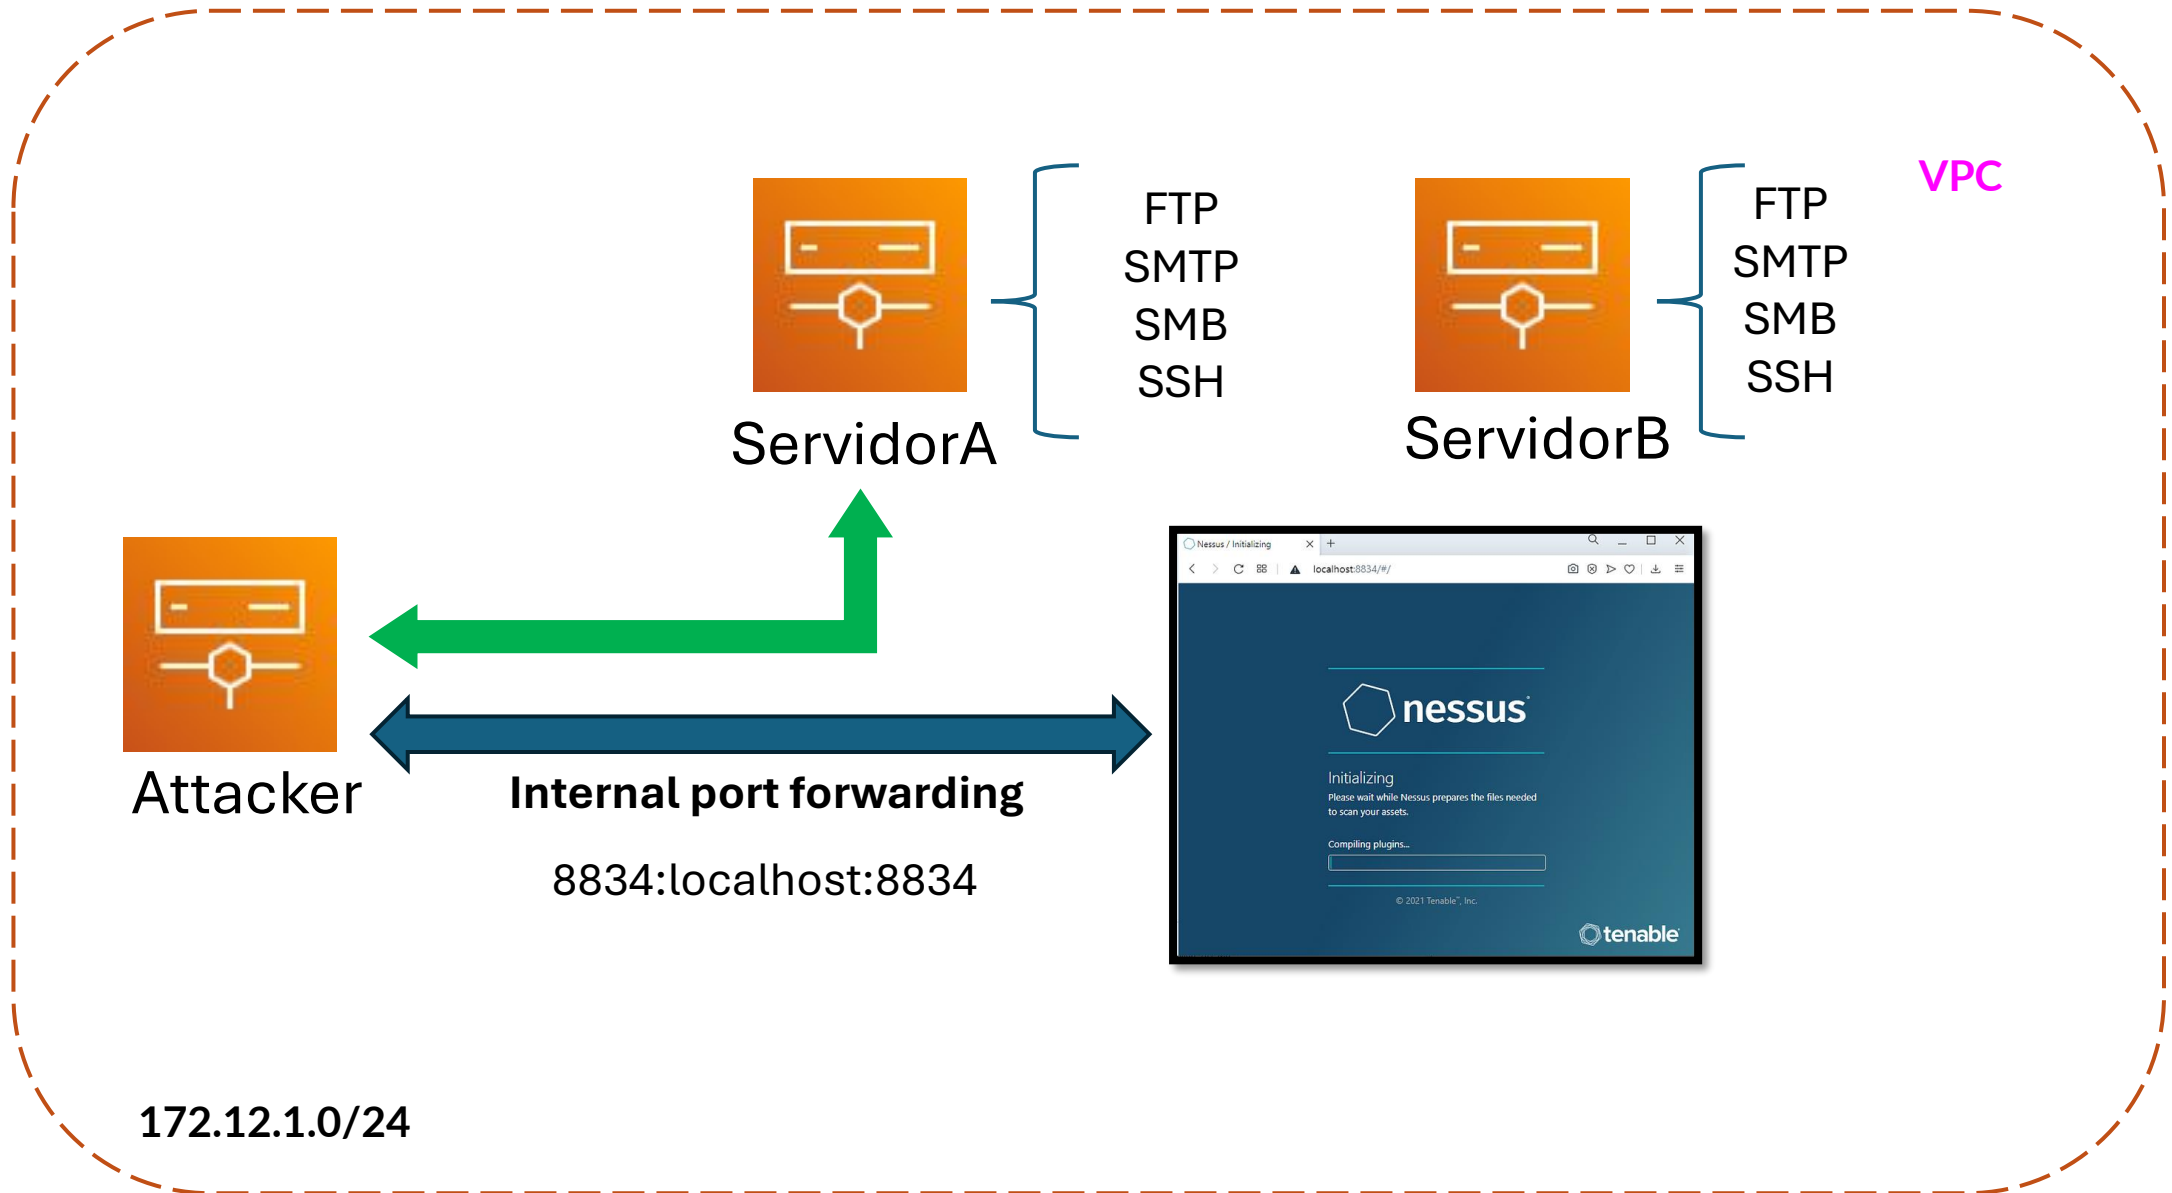 VPC
FTP
SMTP
SMB
SSH
ServidorA
FTP
SMTP
SMB
SSH
ServidorB
Attacker
Internal port forwarding
8834:localhost:8834
Nessus / Initializing
localhost:8834/#/
nessus
Initializing
Please wait while Nessus prepares the files needed
to scan your assets.
Compiling plugins...
© 2021 Tenable™, Inc.
tenable
172.12.1.0/24